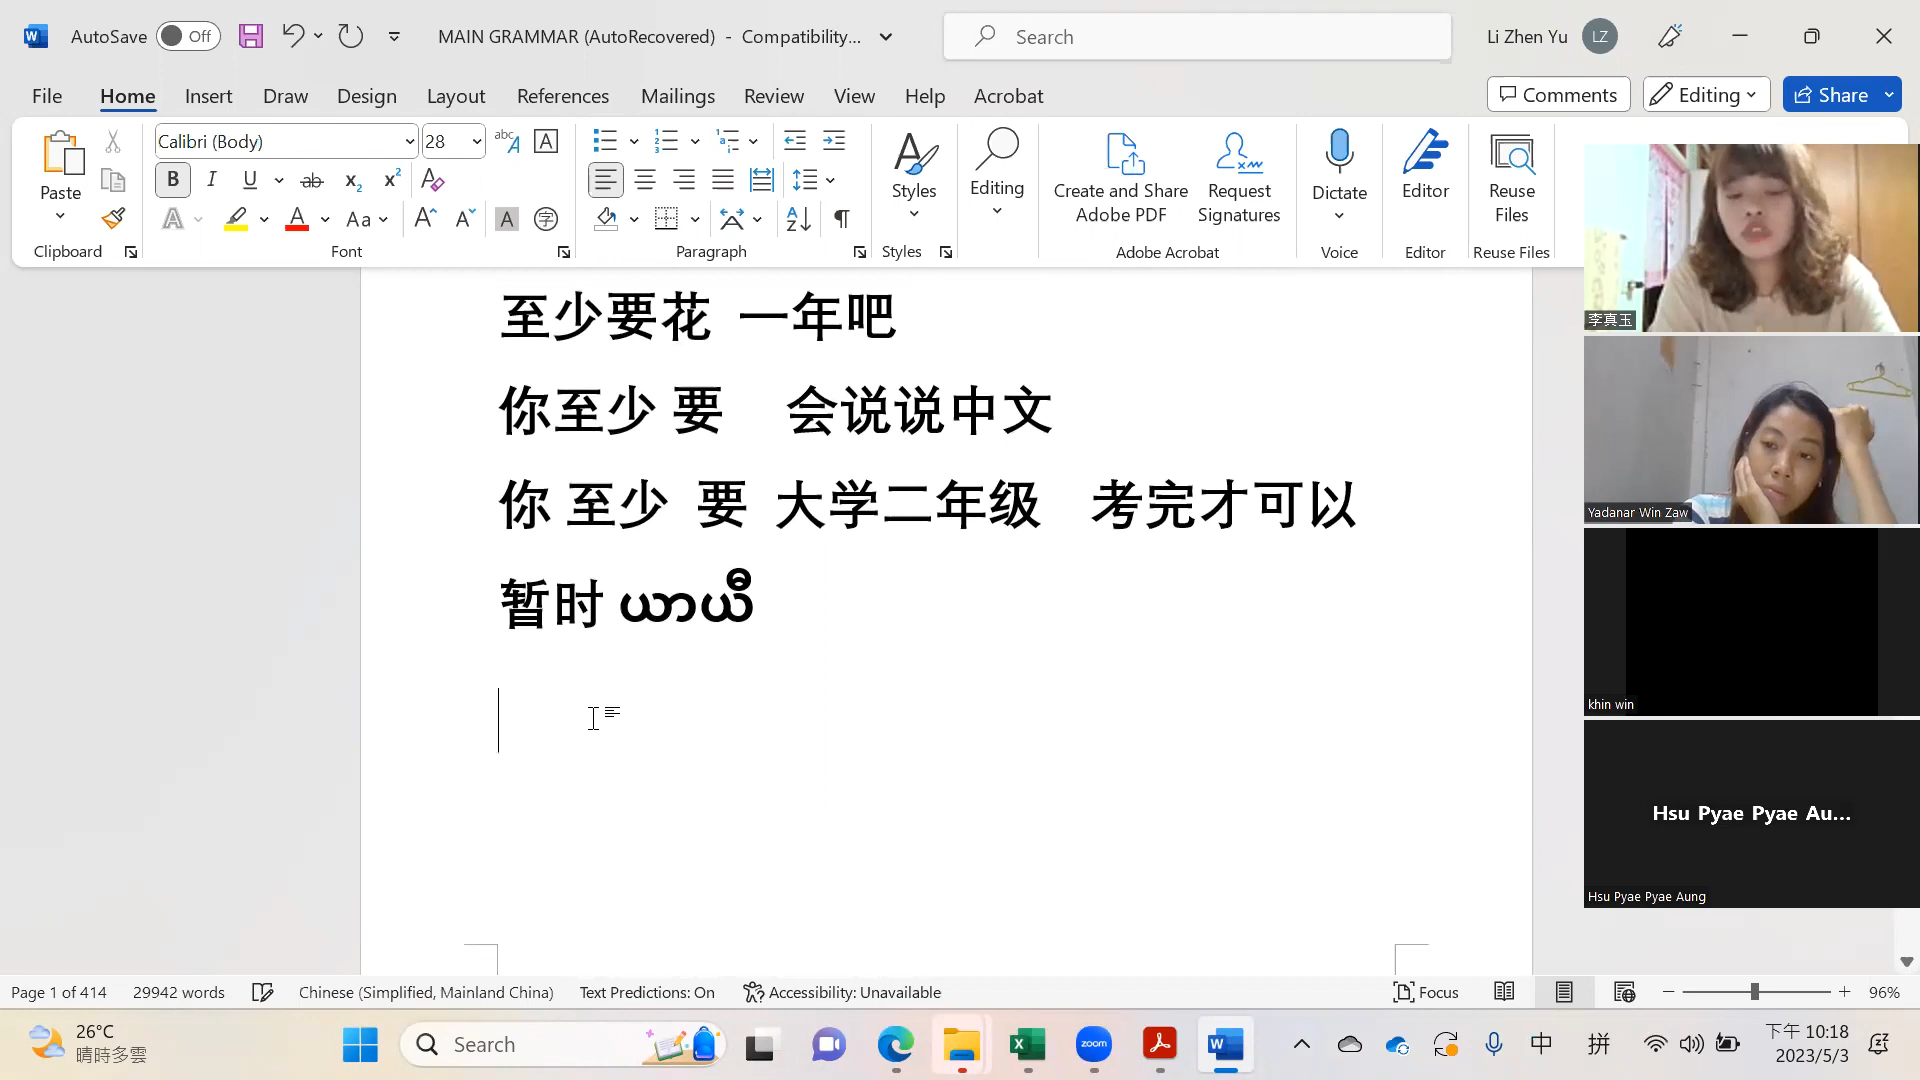 AutoSave Off MAIN GRAMMAR (AutoRecovered) - Compatibility... Search Li Zhen Yu LZ
File Home Insert Draw Design Layout References Mailings Review View Help Acrobat Comments Editing Share
Calibri (Body) 28
Paste
Styles
Editing
Create and Share Adobe PDF
Request Signatures
Dictate
Editor
Reuse Files
Clipboard Font Paragraph Styles Adobe Acrobat Voice Editor Reuse Files
至少要花 一年吧
你至少 要 会说说中文
你 至少 要 大学二年级 考完才可以
暂时 ယာယီ
李真玉
Yadanar Win Zaw
khin win
Hsu Pyae Pyae Au...
Hsu Pyae Pyae Aung
Page 1 of 414 29942 words Chinese (Simplified, Mainland China) Text Predictions: On Accessibility: Unavailable Focus 96%
26°C
晴時多雲
Search
zoom
中 拼
下午 10:18
2023/5/3